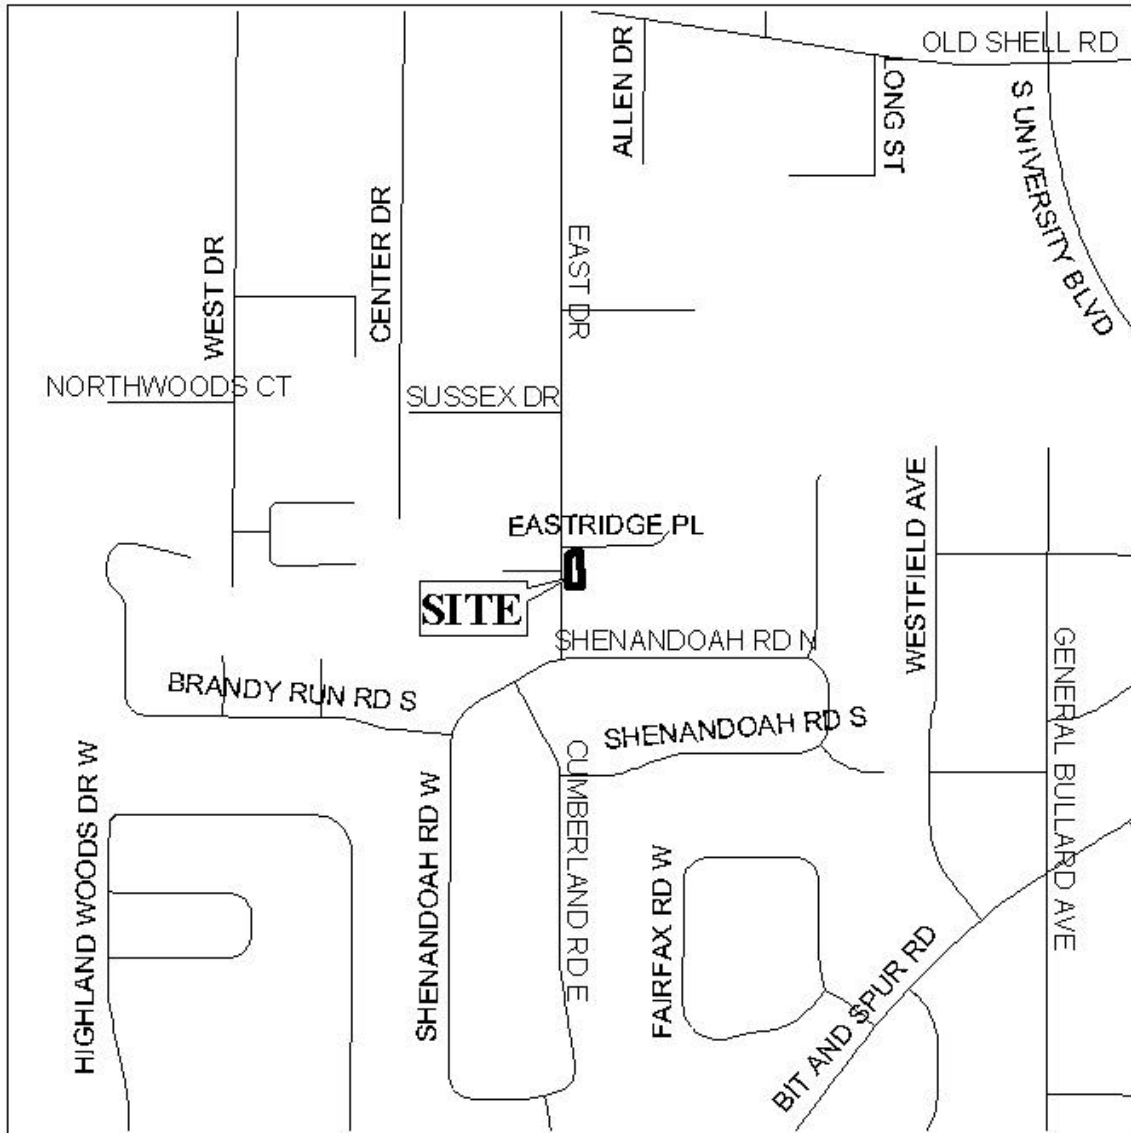 OLD SHELL RD
ALLEN DR
LONG ST
S UNIVERSITY BLVD
WEST DR
CENTER DR
EAST DR
NORTHWOODS CT
SUSSEX DR
EASTRIDGE PL
WESTFIELD AVE
SITE
SHENANDOAH RD N
GENERAL BULLARD AVE
BRANDY RUN RD S
SHENANDOAH RD S
HIGHLAND WOODS DR W
SHENANDOAH RD W
CUMBERLAND RD E
FAIRFAX RD W
BIT AND SPUR RD